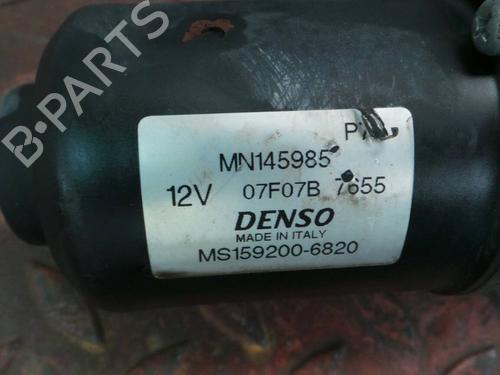 B-PARTS
MN145985
12V 07F07B 7655
DENSO
MADE IN ITALY
MS159200-6820